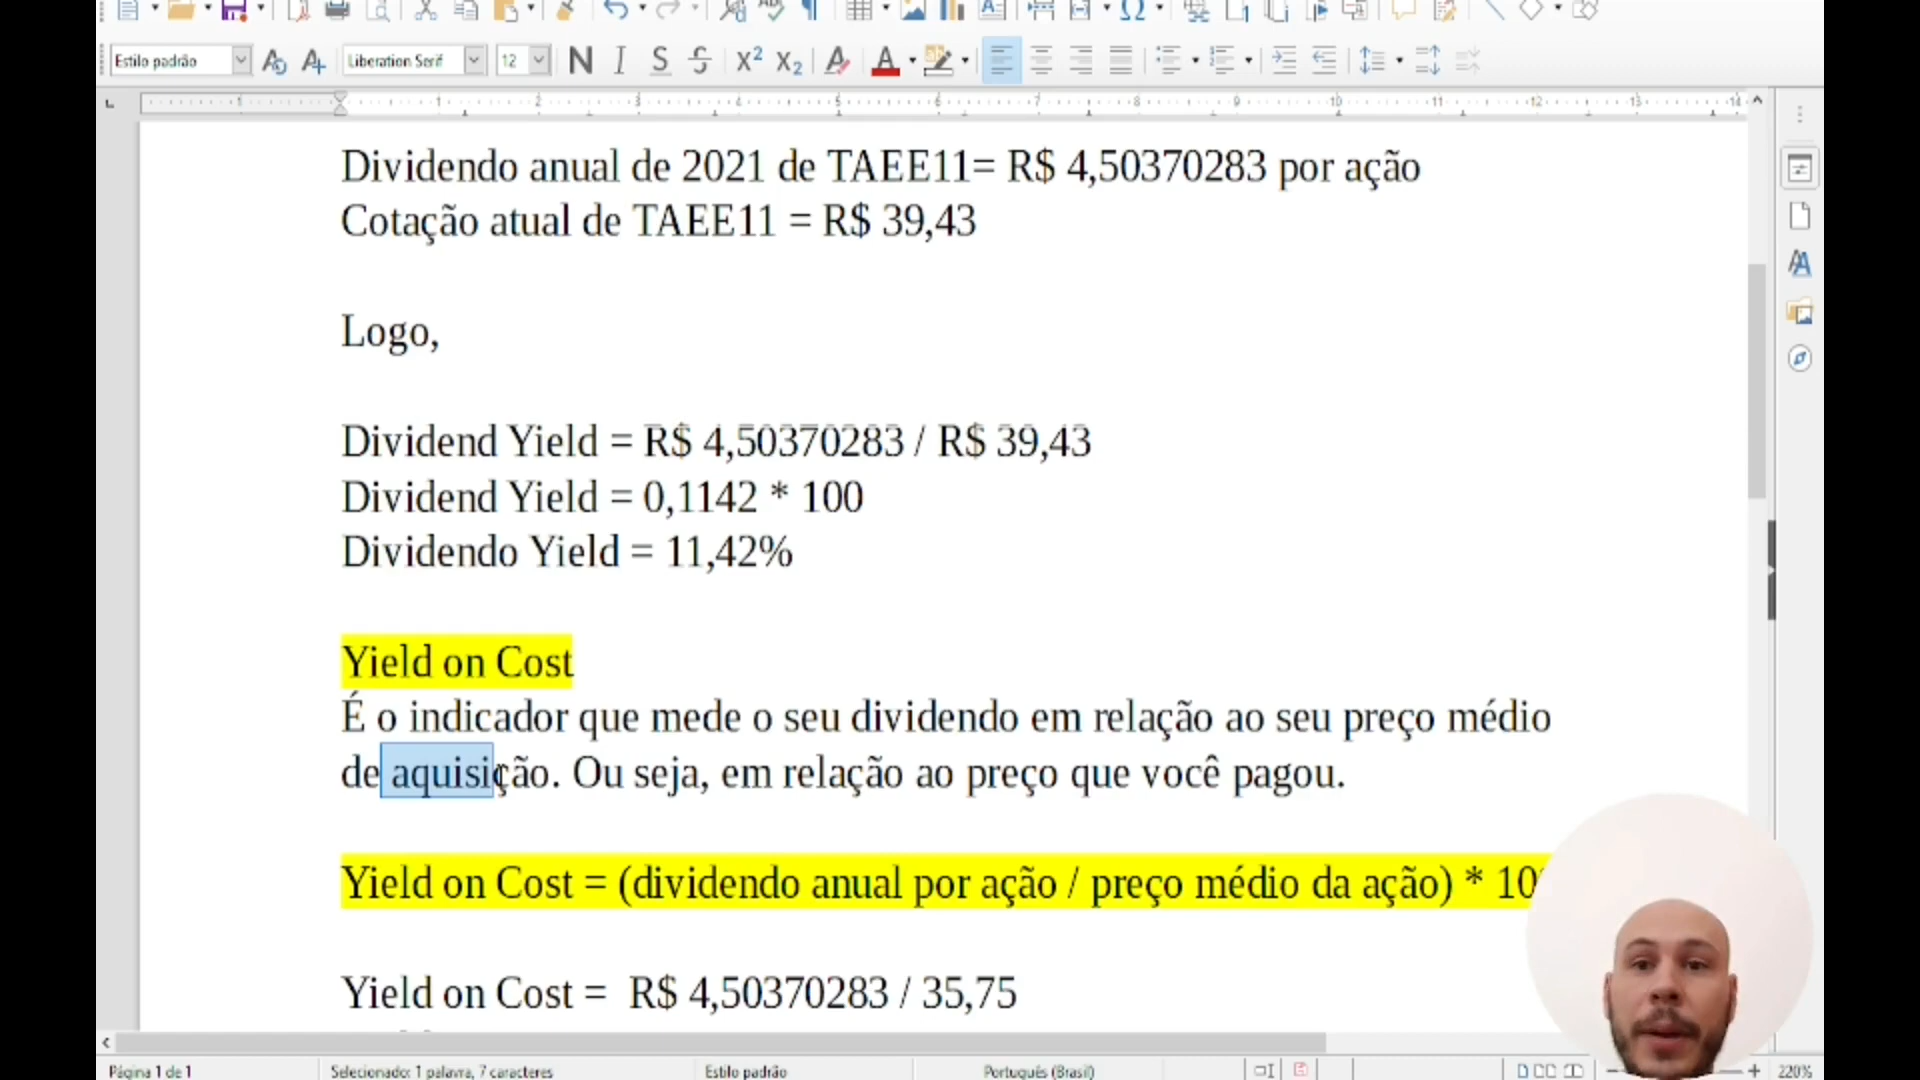 Estilo padrão
Liberation Serif
12
Dividendo anual de 2021 de TAEE11= R$ 4,50370283 por ação
Cotação atual de TAEE11 = R$ 39,43
Logo,
Dividend Yield = R$ 4,50370283 / R$ 39,43
Dividend Yield = 0,1142 * 100
Dividendo Yield = 11,42%
Yield on Cost
É o indicador que mede o seu dividendo em relação ao seu preço médio
de aquisição. Ou seja, em relação ao preço que você pagou.
Yield on Cost = (dividendo anual por ação / preço médio da ação) * 10
Yield on Cost = R$ 4,50370283 / 35,75
Página 1 de 1
Selecionado: 1 palavra, 7 caracteres
Estilo padrão
Português (Brasil)
220%